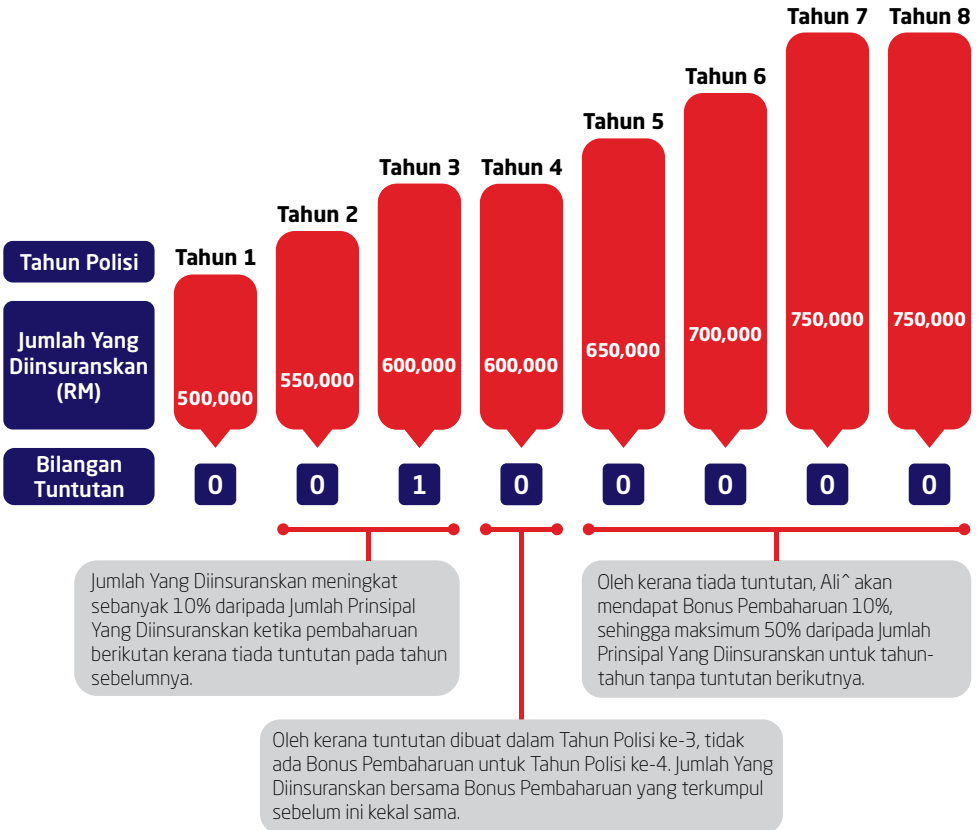 Tahun 7 Tahun 8
Tahun 6
Tahun 5
Tahun 3 Tahun 4
Tahun 2
Tahun Polisi
Tahun 1
Jumlah Yang
Diinsuranskan
(RM)
500,000 550,000 600,000 600,000 650,000 700,000 750,000 750,000
Bilangan
Tuntutan
0 0 1 0 0 0 0 0
Jumlah Yang Diinsuranskan meningkat
sebanyak 10% daripada Jumlah Prinsipal
Yang Diinsuranskan ketika pembaharuan
berikutan kerana tiada tuntutan pada tahun
sebelumnya.
Oleh kerana tiada tuntutan, Ali^ akan
mendapat Bonus Pembaharuan 10%,
sehingga maksimum 50% daripada Jumlah
Prinsipal Yang Diinsuranskan untuk tahun-
tahun tanpa tuntutan berikutnya.
Oleh kerana tuntutan dibuat dalam Tahun Polisi ke-3, tidak
ada Bonus Pembaharuan untuk Tahun Polisi ke-4. Jumlah Yang
Diinsuranskan bersama Bonus Pembaharuan yang terkumpul
sebelum ini kekal sama.